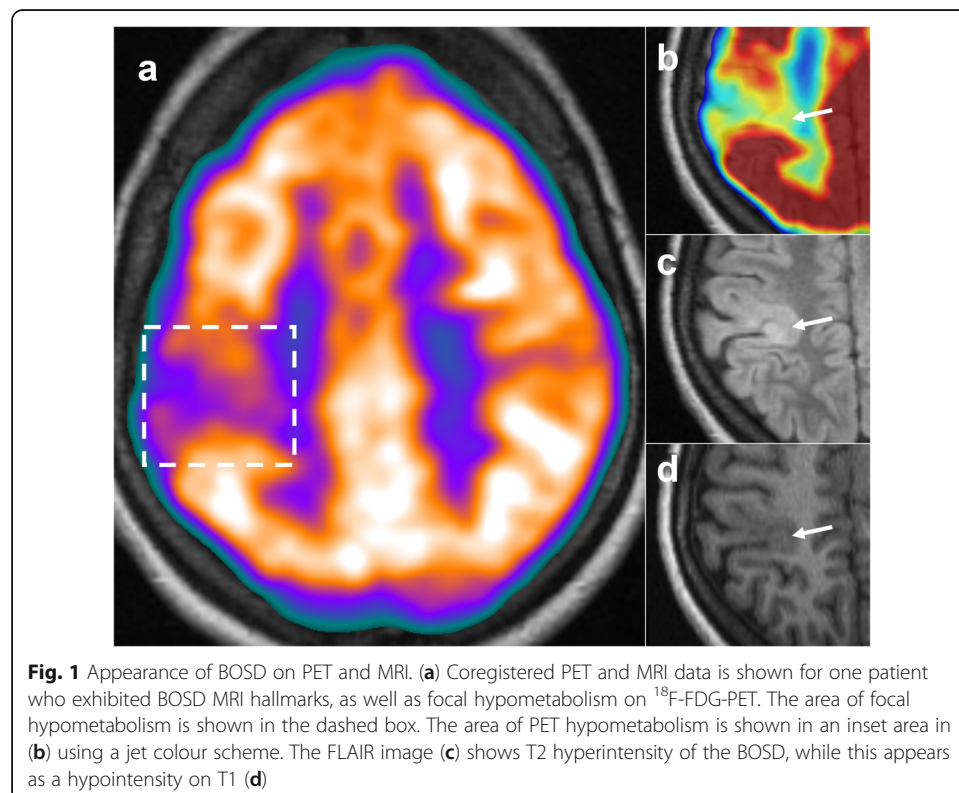 a
b
c
d
Fig. 1 Appearance of BOSD on PET and MRI. (a) Coregistered PET and MRI data is shown for one patient
who exhibited BOSD MRI hallmarks, as well as focal hypometabolism on ¹⁸F-FDG-PET. The area of focal
hypometabolism is shown in the dashed box. The area of PET hypometabolism is shown in an inset area in
(b) using a jet colour scheme. The FLAIR image (c) shows T2 hyperintensity of the BOSD, while this appears
as a hypointensity on T1 (d)